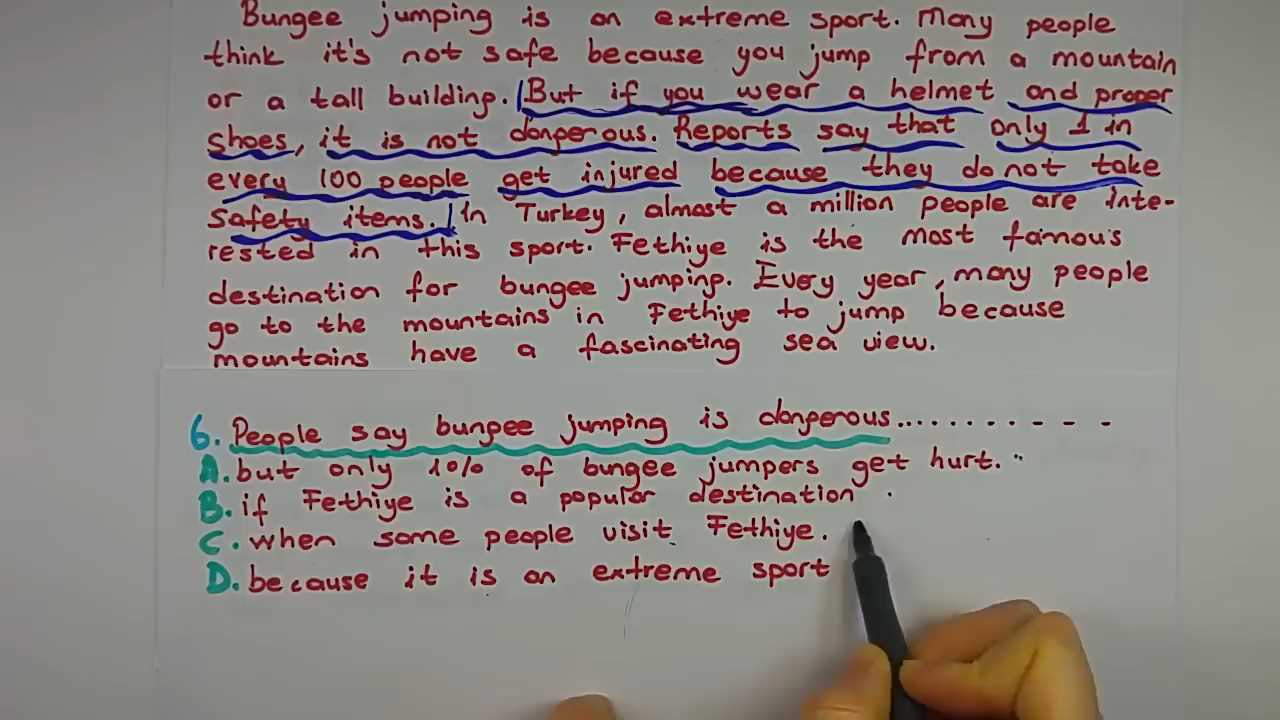 Bungee jumping is an extreme sport. Many people
think it's not safe because you jump from a mountain
or a tall building. But if you wear a helmet and proper
shoes, it is not dangerous. Reports say that only 1 in
every 100 people get injured because they do not take
safety items. In Turkey, almost a million people are inte-
rested in this sport. Fethiye is the most famous
destination for bungee jumping. Every year, many people
go to the mountains in Fethiye to jump because
mountains have a fascinating sea view.
6. People say bungee jumping is dangerous............
A. but only 1% of bungee jumpers get hurt.
B. if Fethiye is a popular destination.
C. when some people visit Fethiye.
D. because it is an extreme sport